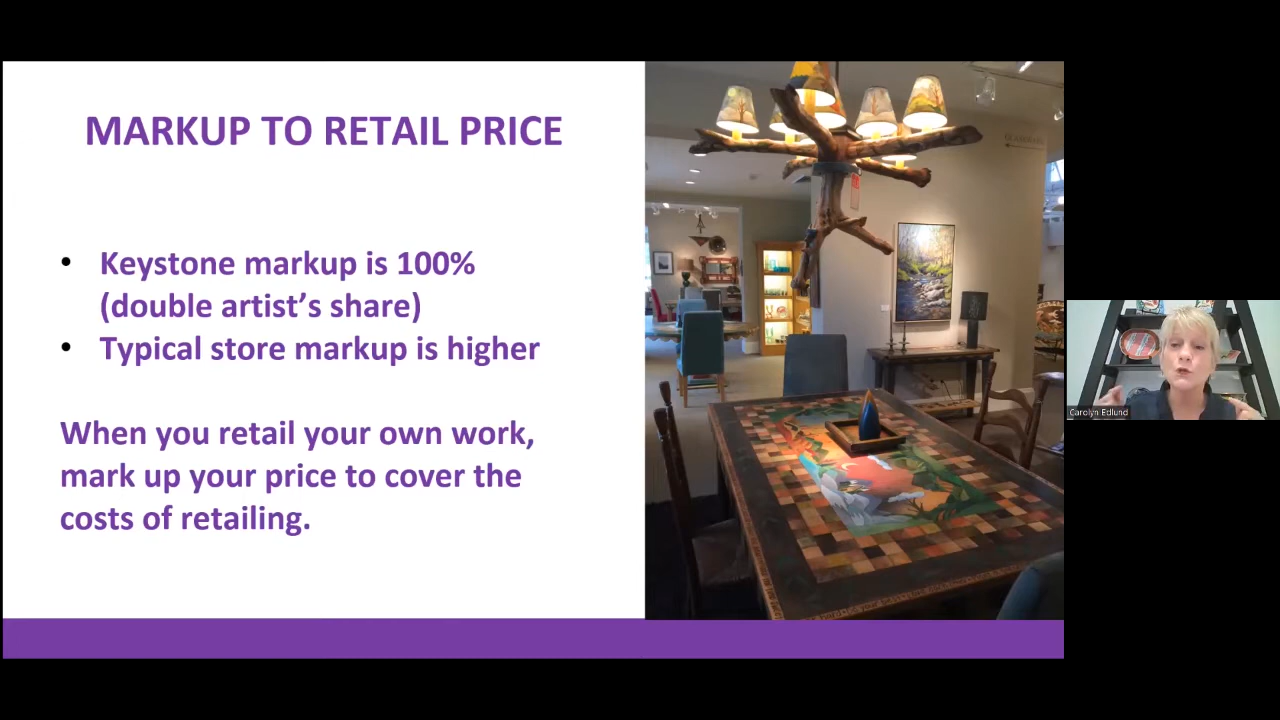 MARKUP TO RETAIL PRICE
• Keystone markup is 100%
(double artist’s share)
• Typical store markup is higher
When you retail your own work,
mark up your price to cover the
costs of retailing.
Carolyn Edlund